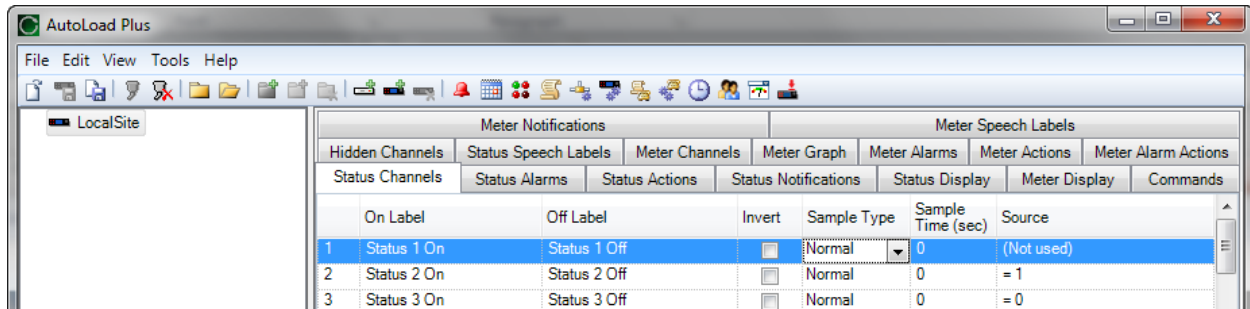 AutoLoad Plus
File Edit View Tools Help
LocalSite
Meter Notifications Meter Speech Labels
Hidden Channels Status Speech Labels Meter Channels Meter Graph Meter Alarms Meter Actions Meter Alarm Actions
Status Channels Status Alarms Status Actions Status Notifications Status Display Meter Display Commands
On Label Off Label Invert Sample Type Sample Time (sec) Source
1 Status 1 On Status 1 Off Normal 0 (Not used)
2 Status 2 On Status 2 Off Normal 0 = 1
3 Status 3 On Status 3 Off Normal 0 = 0